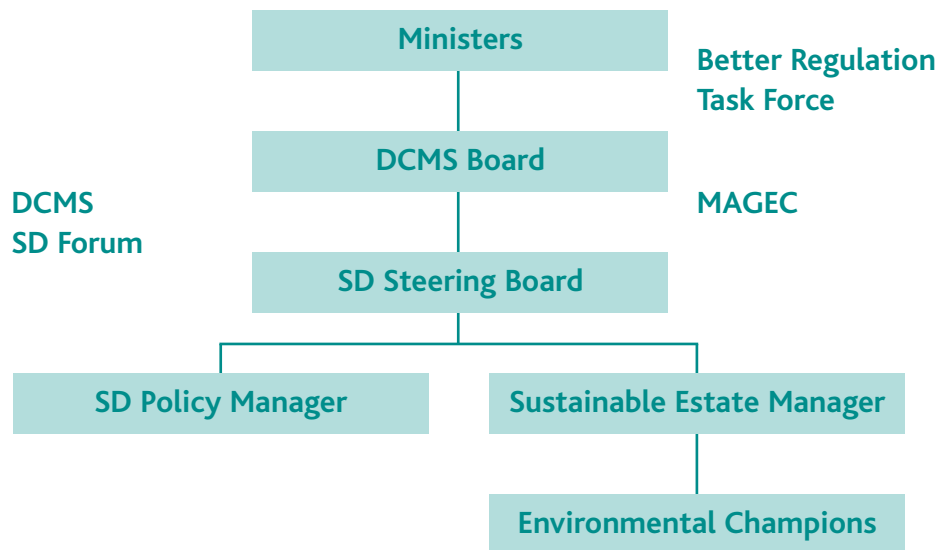 Ministers
Better Regulation
Task Force
DCMS Board
DCMS
SD Forum
MAGEC
SD Steering Board
SD Policy Manager
Sustainable Estate Manager
Environmental Champions